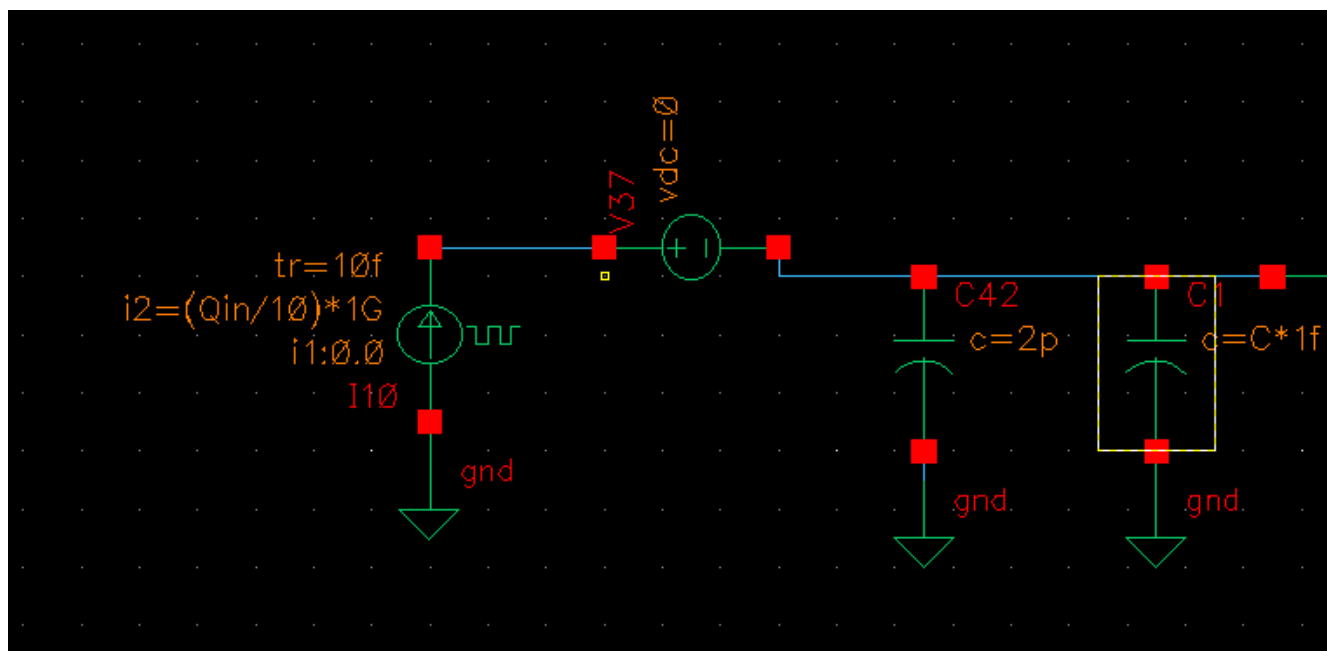 vdc=0
V37
tr=10f
i2=(Qin/10)*1G
i1:0.0
I10
gnd
C42
c=2p
gnd
C1
c=C*1f
gnd